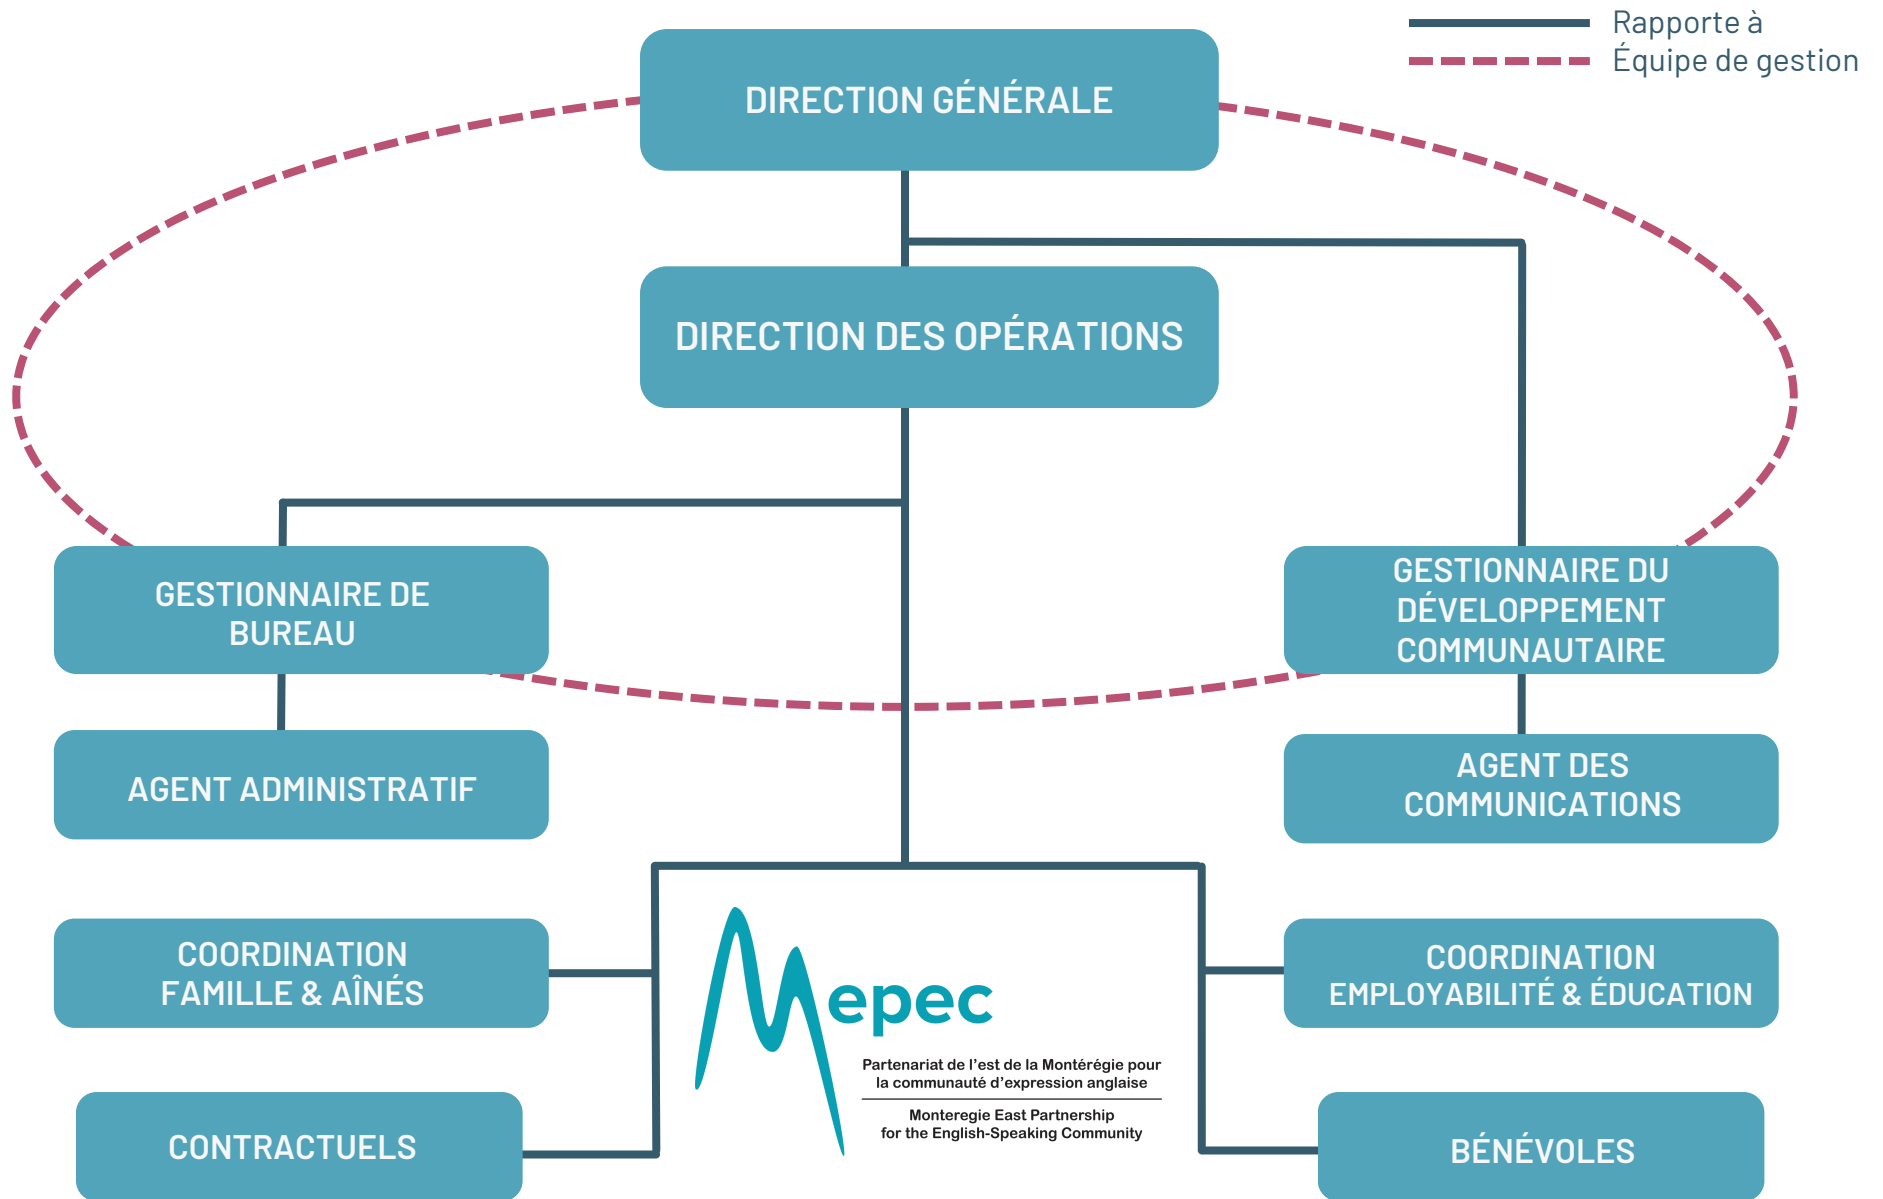 Rapporte à
Équipe de gestion
DIRECTION GÉNÉRALE
DIRECTION DES OPÉRATIONS
GESTIONNAIRE DE
BUREAU
GESTIONNAIRE DU
DÉVELOPPEMENT
COMMUNAUTAIRE
AGENT ADMINISTRATIF
AGENT DES
COMMUNICATIONS
COORDINATION
FAMILLE & AÎNÉS
COORDINATION
EMPLOYABILITÉ & ÉDUCATION
Mepec
Partenariat de l'est de la Montérégie pour
la communauté d'expression anglaise
Monteregie East Partnership
for the English-Speaking Community
CONTRACTUELS
BÉNÉVOLES